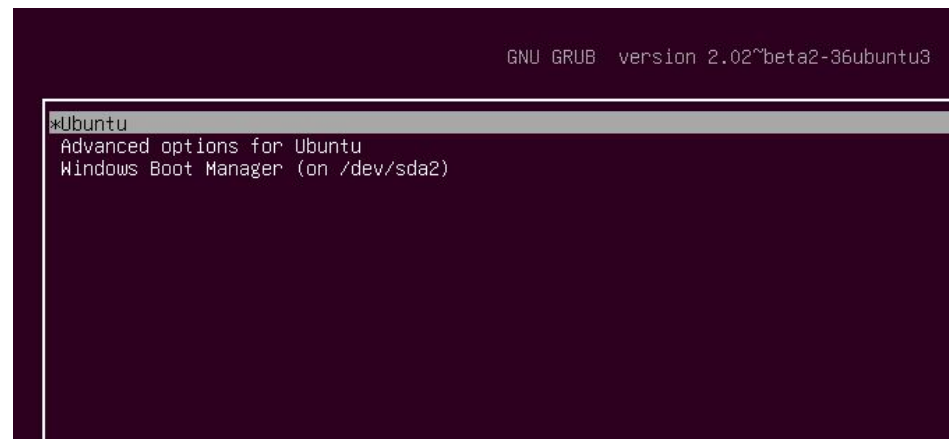 GNU GRUB version 2.02~beta2-36ubuntu3
*Ubuntu
Advanced options for Ubuntu
Windows Boot Manager (on /dev/sda2)